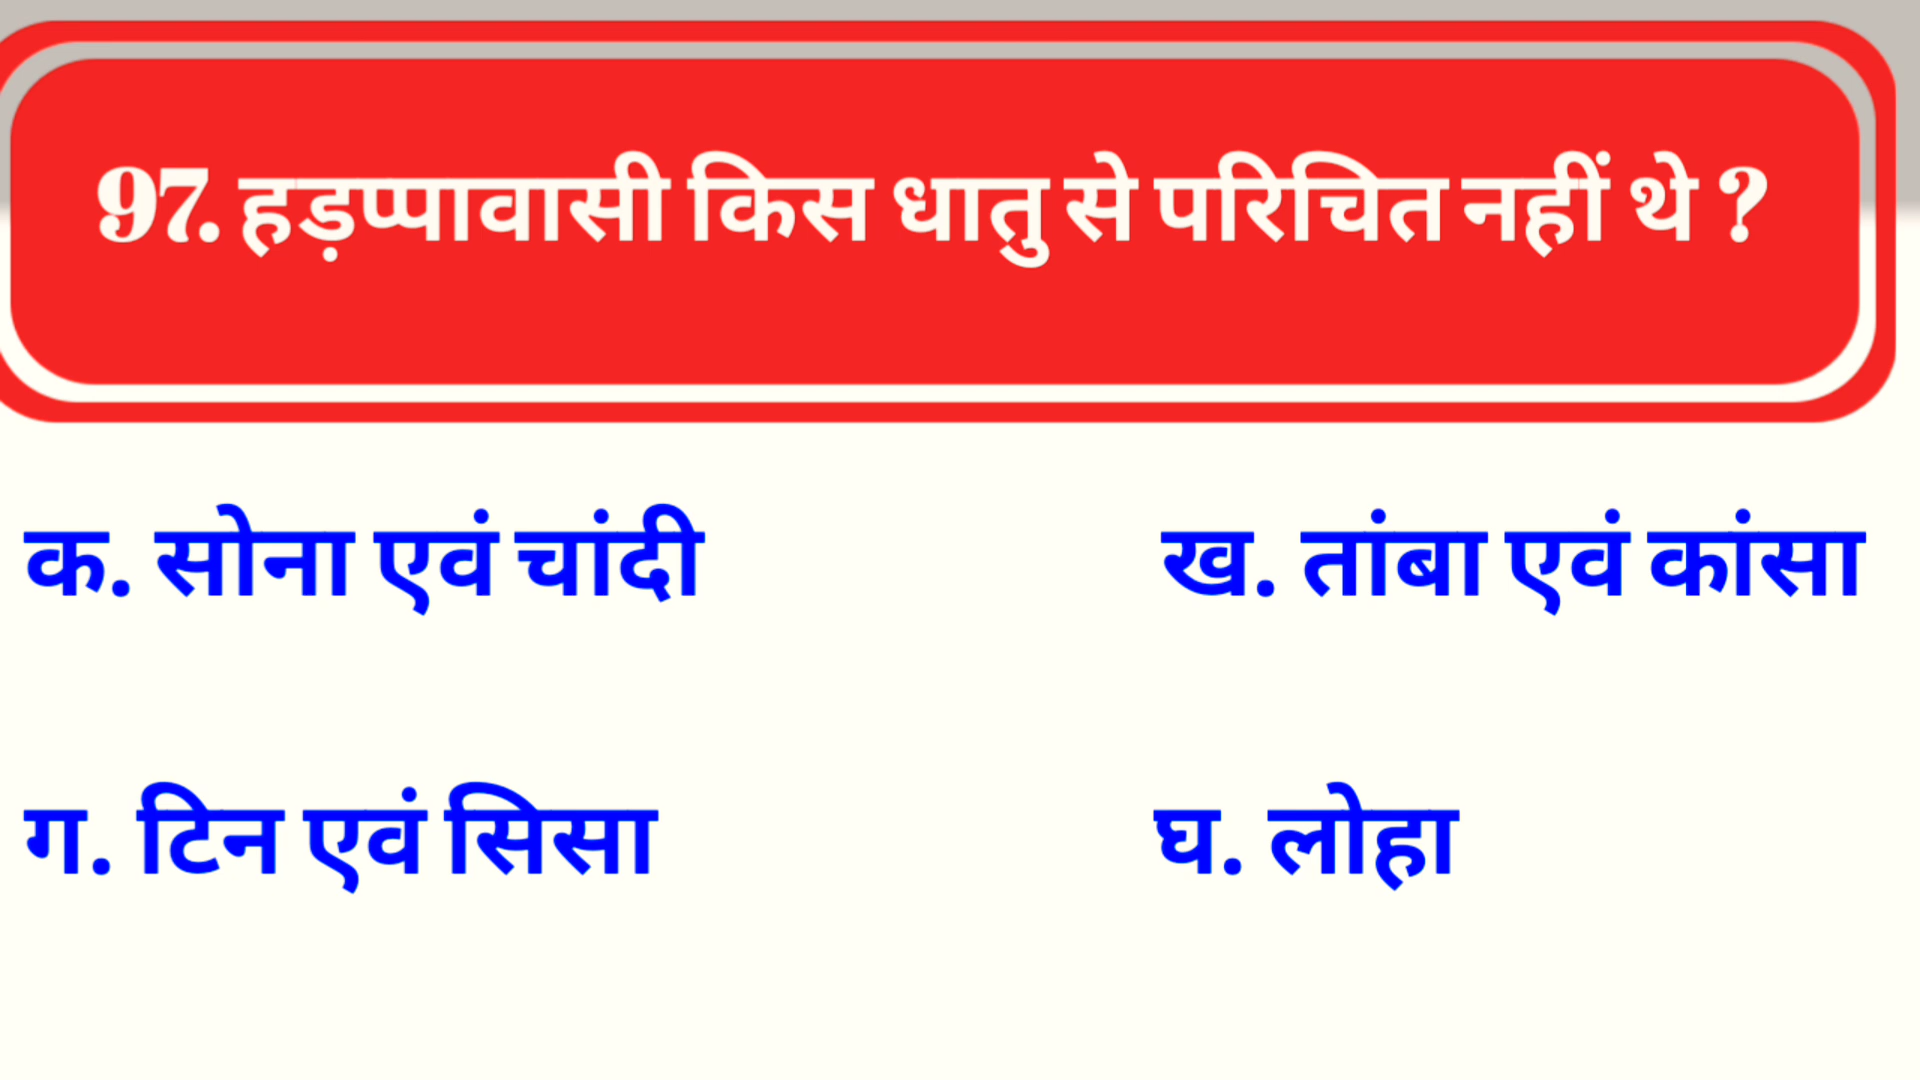 97. हड़प्पावासी किस धातु से परिचित नहीं थे ?
क. सोना एवं चांदी
ख. तांबा एवं कांसा
ग. टिन एवं सिसा
घ. लोहा